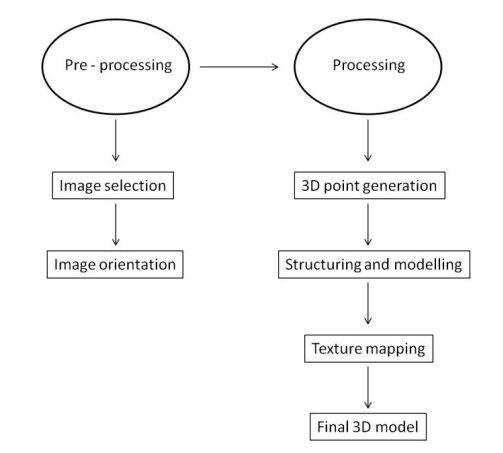 Pre - processing
Processing
Image selection
3D point generation
Image orientation
Structuring and modelling
Texture mapping
Final 3D model